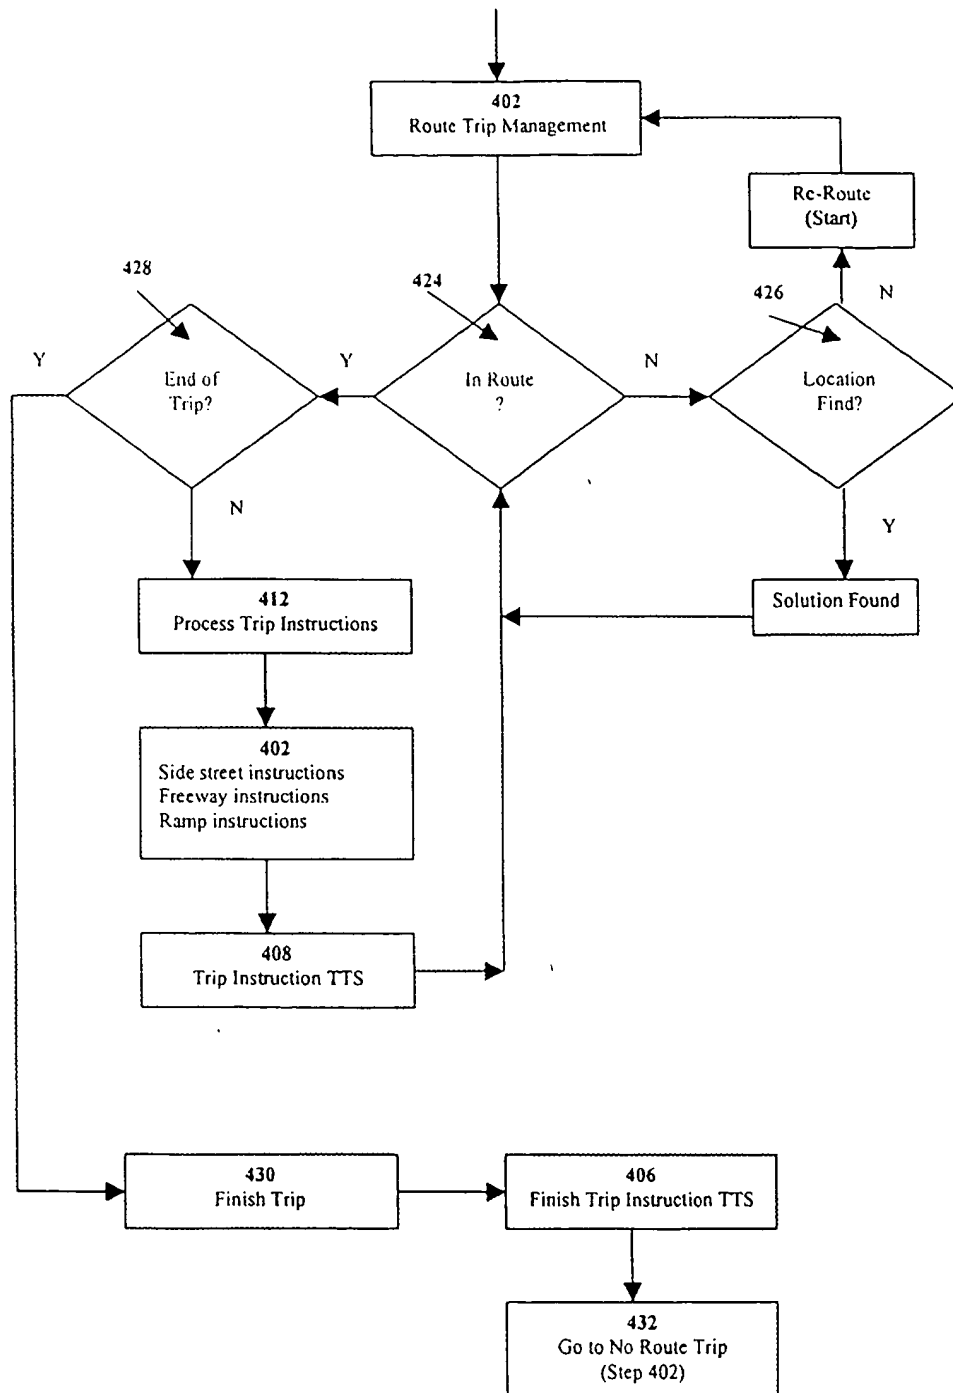 402
Route Trip Management
Re-Route
(Start)
428
424
426
N
Y
End of
Trip?
Y
In Route
?
N
Location
Find?
N
Y
412
Process Trip Instructions
Solution Found
402
Side street instructions
Freeway instructions
Ramp instructions
408
Trip Instruction TTS
430
Finish Trip
406
Finish Trip Instruction TTS
432
Go to No Route Trip
(Step 402)